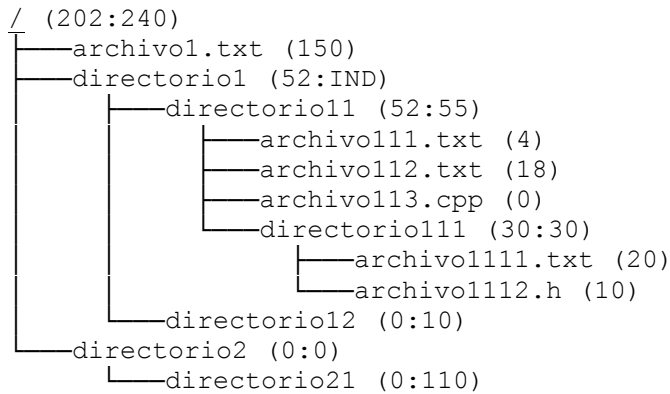 / (202:240)
├───archivo1.txt (150)
├───directorio1 (52:IND)
│   ├───directorio11 (52:55)
│   │   ├───archivo111.txt (4)
│   │   ├───archivo112.txt (18)
│   │   ├───archivo113.cpp (0)
│   │   └───directorio111 (30:30)
│   │       ├───archivo1111.txt (20)
│   │       └───archivo1112.h (10)
│   └───directorio12 (0:10)
└───directorio2 (0:0)
    └───directorio21 (0:110)